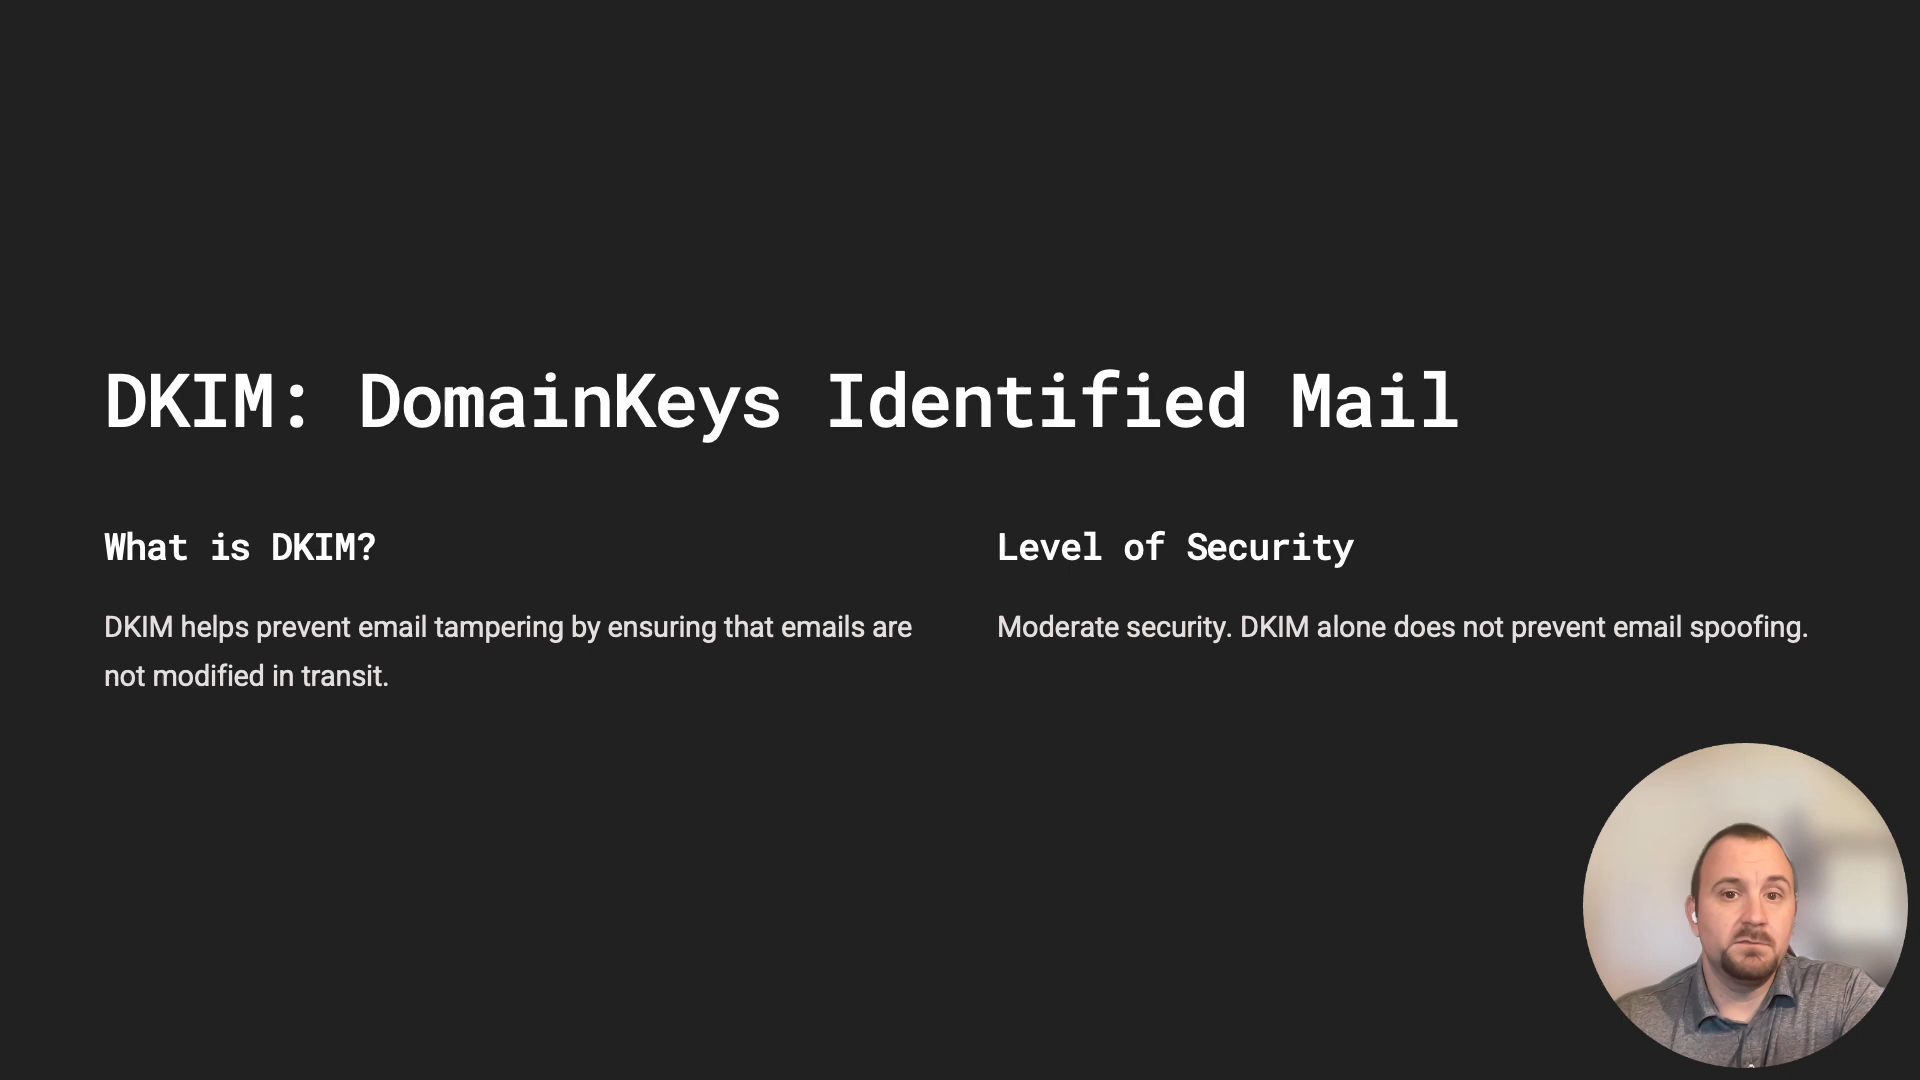 DKIM: DomainKeys Identified Mail
What is DKIM?
DKIM helps prevent email tampering by ensuring that emails are
not modified in transit.
Level of Security
Moderate security. DKIM alone does not prevent email spoofing.